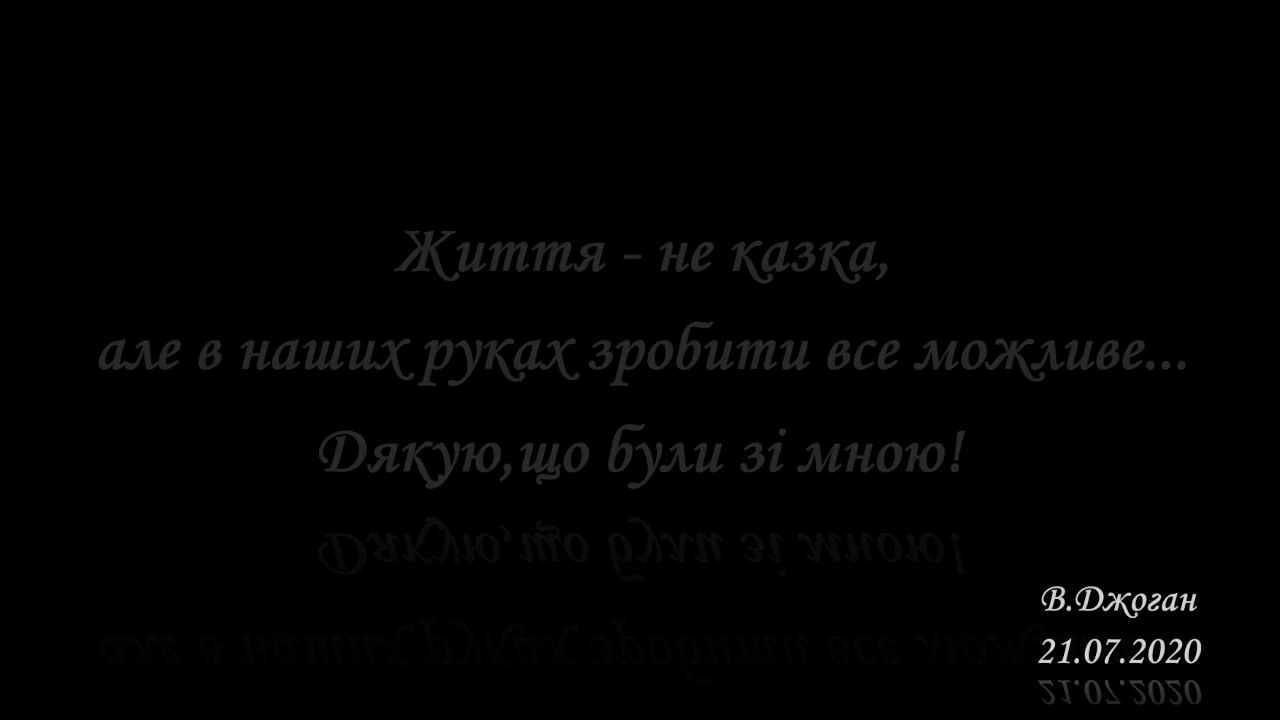 Життя - не казка,
але в наших руках зробити все можливе...
Дякую,що були зі мною!
В.Джоган
21.07.2020